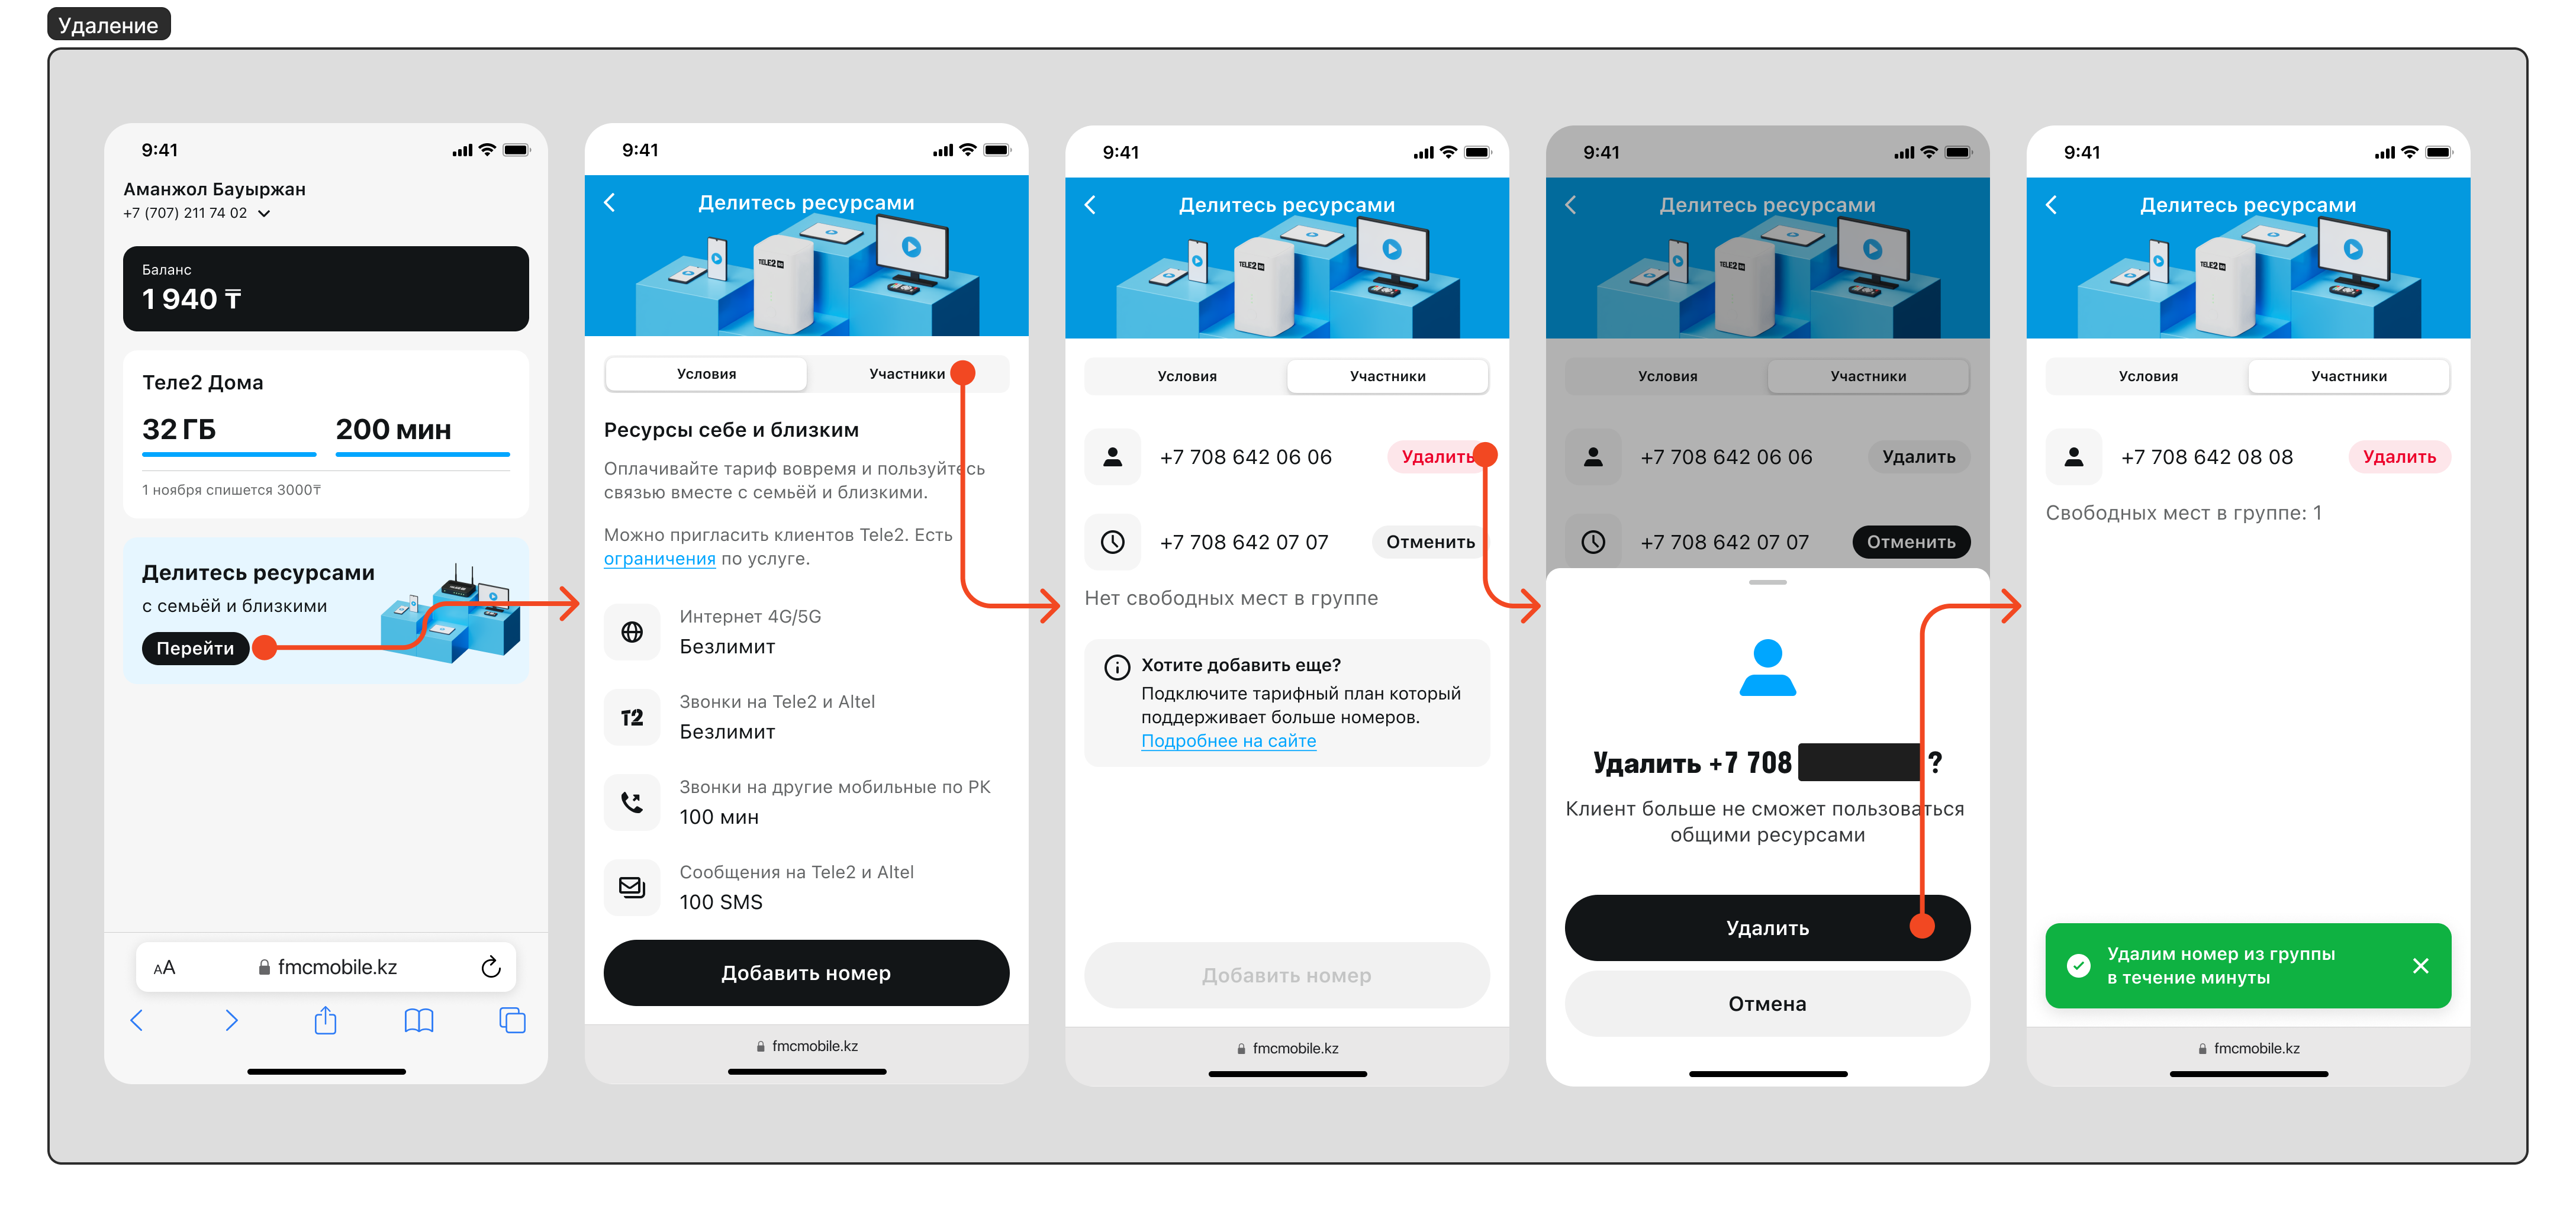 Удаление
9:41
Аманжол Бауыржан
+7 (707) 211 74 02
Баланс
1 940 ₸
Теле2 Дома
32 ГБ
200 мин
1 ноября спишется 3000₸
Делитесь ресурсами
с семьёй и близкими
Перейти
AA
fmcmobile.kz
9:41
Делитесь ресурсами
TELE2 5G
Условия
Участники
Ресурсы себе и близким
Оплачивайте тариф вовремя и пользуйтесь
связью вместе с семьёй и близкими.
Можно пригласить клиентов Tele2. Есть
ограничения по услуге.
Интернет 4G/5G
Безлимит
T2
Звонки на Tele2 и Altel
Безлимит
Звонки на другие мобильные по РК
100 мин
Сообщения на Tele2 и Altel
100 SMS
Добавить номер
fmcmobile.kz
9:41
Делитесь ресурсами
TELE2 5G
Условия
Участники
+7 708 642 06 06
Удалить
+7 708 642 07 07
Отменить
Нет свободных мест в группе
Хотите добавить еще?
Подключите тарифный план который
поддерживает больше номеров.
Подробнее на сайте
Добавить номер
fmcmobile.kz
9:41
Делитесь ресурсами
TELE2 5G
Условия
Участники
+7 708 642 06 06
Удалить
+7 708 642 07 07
Отменить
Удалить +7 708 ?
Клиент больше не сможет пользоваться
общими ресурсами
Удалить
Отмена
9:41
Делитесь ресурсами
TELE2 5G
Условия
Участники
+7 708 642 08 08
Удалить
Свободных мест в группе: 1
Удалим номер из группы
в течение минуты
fmcmobile.kz